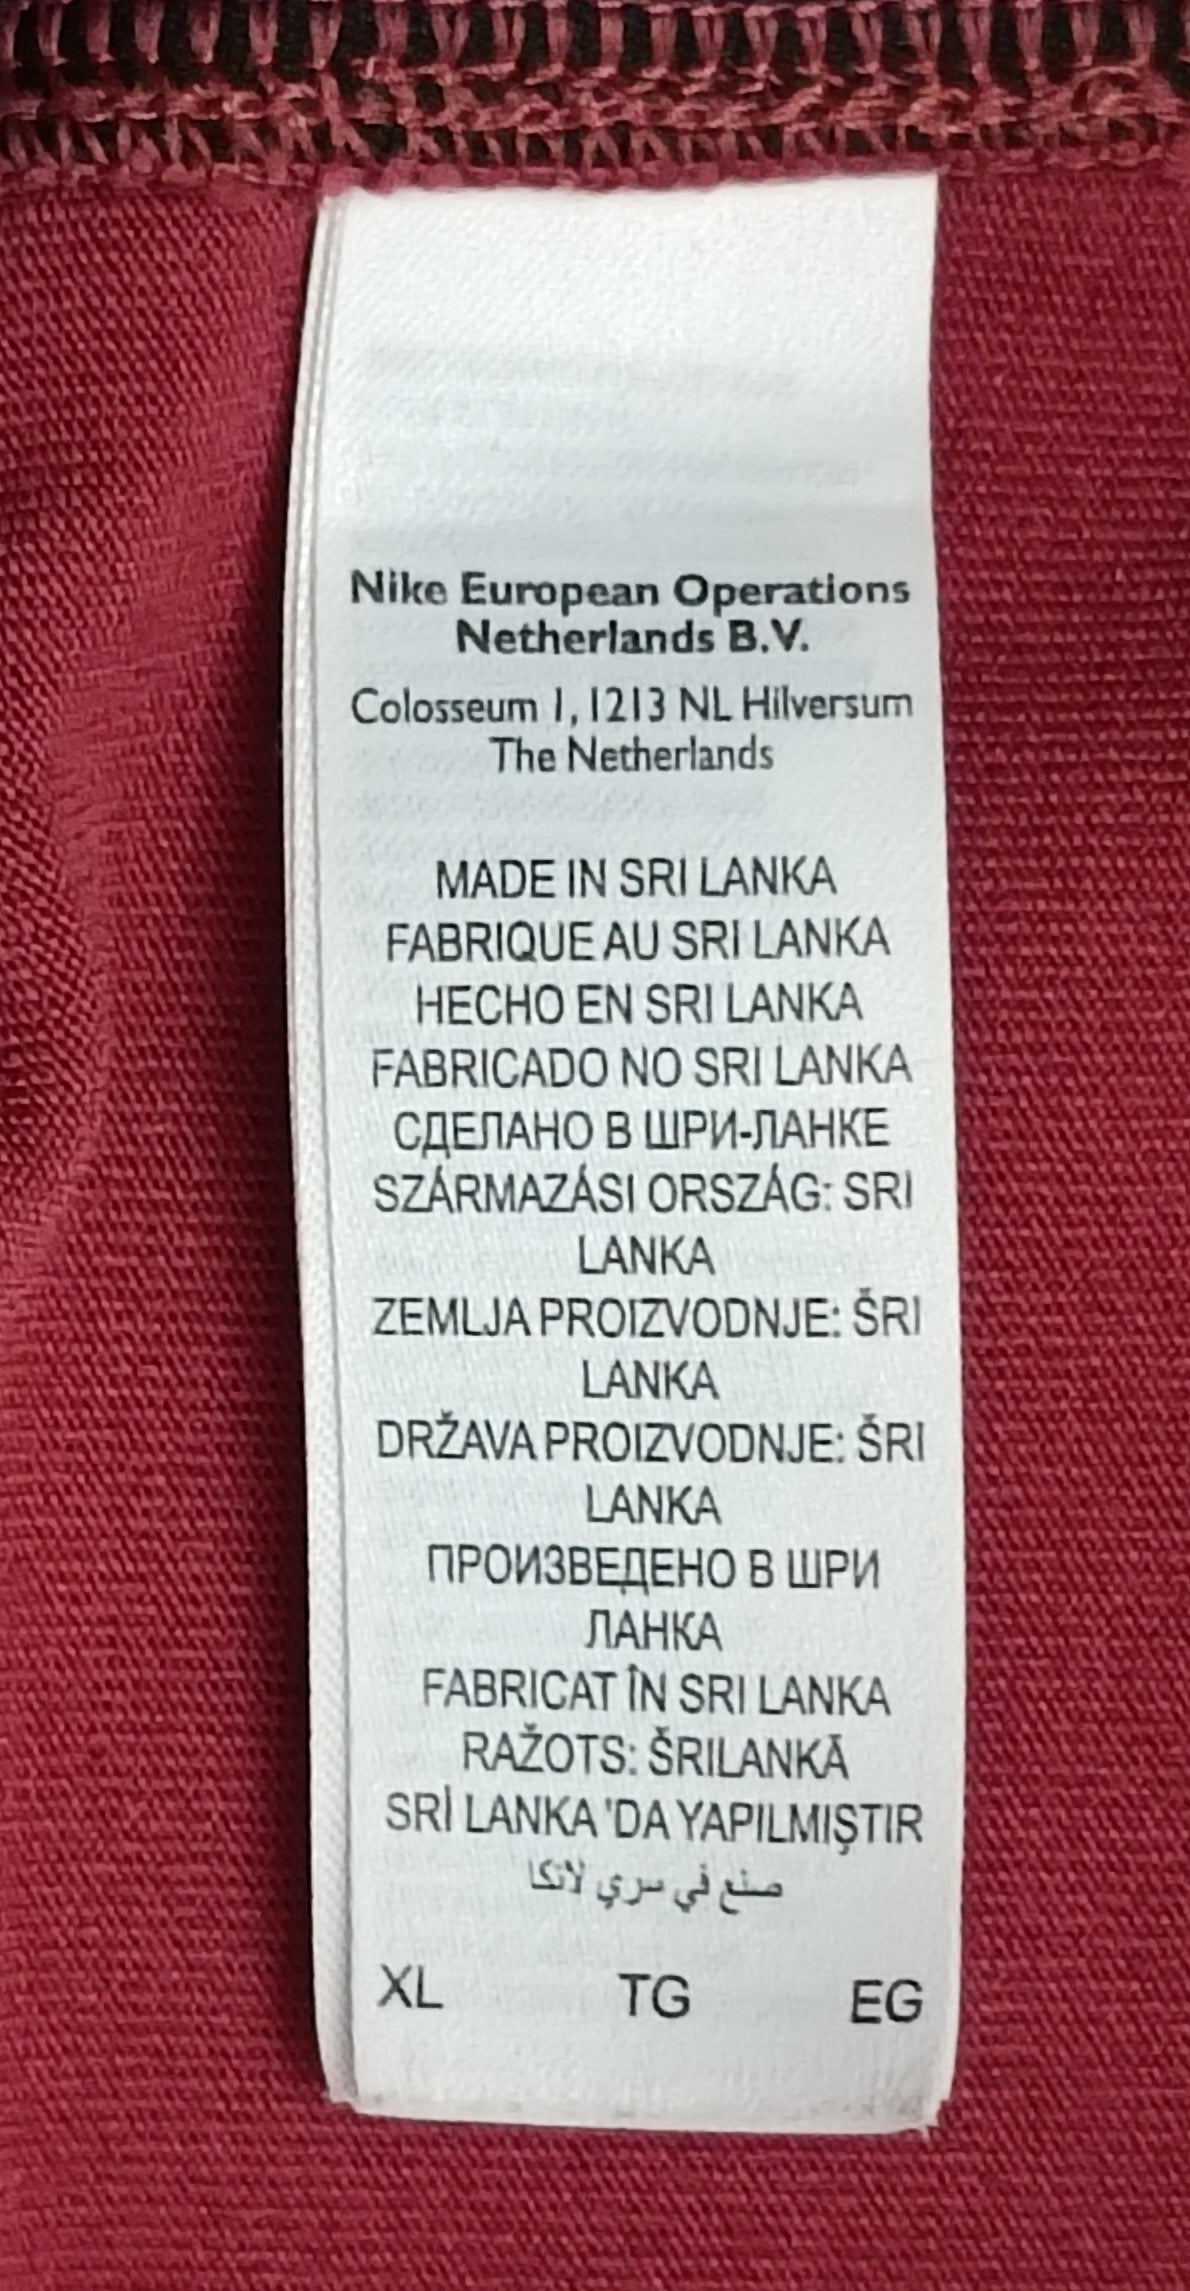 Nike European Operations
Netherlands B.V.
Colosseum 1, 1213 NL Hilversum
The Netherlands
MADE IN SRI LANKA
FABRIQUE AU SRI LANKA
HECHO EN SRI LANKA
FABRICADO NO SRI LANKA
СДЕЛАНО В ШРИ-ЛАНКЕ
SZÁRMAZÁSI ORSZÁG: SRI
LANKA
ZEMLJA PROIZVODNJE: ŠRI
LANKA
DRŽAVA PROIZVODNJE: ŠRI
LANKA
ПРОИЗВЕДЕНО В ШРИ
ЛАНКА
FABRICAT ÎN SRI LANKA
RAŽOTS: ŠRILANKĀ
SRİ LANKA 'DA YAPILMIŞTIR
صنع في سري لانكا
XL TG EG